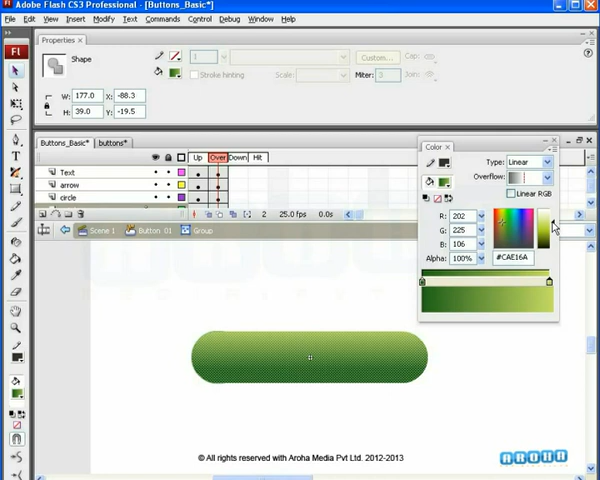 Adobe Flash CS3 Professional - [Buttons_Basic*]
File Edit View Insert Modify Text Commands Control Debug Window Help
Fl
Properties ×
Shape
1
Custom...
Cap:
Stroke hinting
Scale:
Miter: 3
Join:
W: 177.0 X: -88.3
H: 39.0 Y: -19.5
Buttons_Basic* buttons*
Up Over Down Hit
Text
arrow
circle
2 25.0 fps 0.0s
Scene 1 Button 01 Group
Color ×
Type: Linear
Overflow:
Linear RGB
R: 202
G: 225
B: 106
Alpha: 100% #CAE16A
© All rights reserved with Aroha Media Pvt Ltd. 2012-2013
AROHA